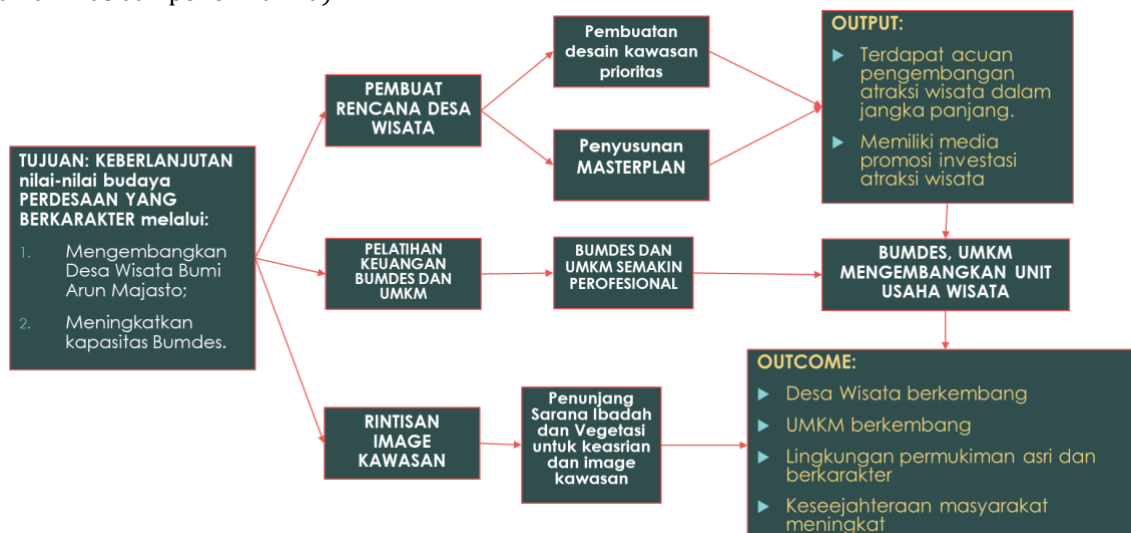 Pembuatan
desain kawasan
prioritas
OUTPUT:
Terdapat acuan
pengembangan
atraksi wisata dalam
jangka panjang.
Memiliki media
promosi investasi
atraksi wisata
PEMBUAT
RENCANA DESA
WISATA
Penyusunan
MASTERPLAN
TUJUAN: KEBERLANJUTAN
nilai-nilai budaya
PERDESAAN YANG
BERKARAKTER melalui:
1. Mengembangkan
Desa Wisata Bumi
Arun Majasto;
2. Meningkatkan
kapasitas Bumdes.
PELATIHAN
KEUANGAN
BUMDES DAN
UMKM
BUMDES DAN
UMKM SEMAKIN
PEROFESIONAL
BUMDES, UMKM
MENGEMBANGKAN UNIT
USAHA WISATA
RINTISAN
IMAGE
KAWASAN
Penunjang
Sarana Ibadah
dan Vegetasi
untuk keasrian
dan image
kawasan
OUTCOME:
Desa Wisata berkembang
UMKM berkembang
Lingkungan permukiman asri dan
berkarakter
Keseejahteraan masyarakat
meningkat